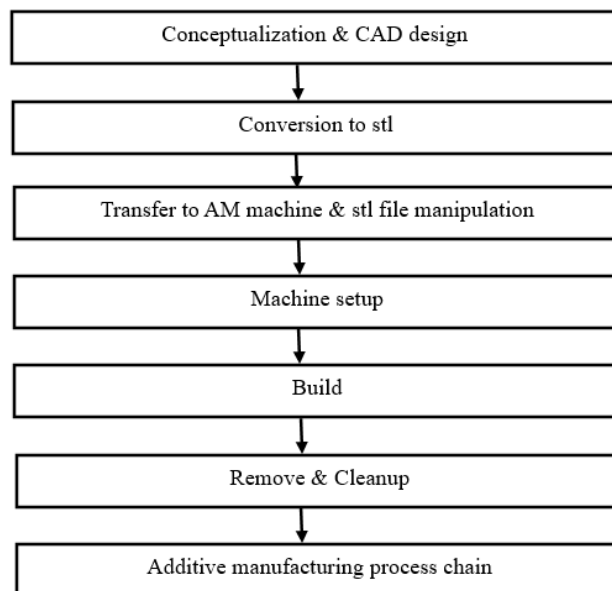 Conceptualization & CAD design
Conversion to stl
Transfer to AM machine & stl file manipulation
Machine setup
Build
Remove & Cleanup
Additive manufacturing process chain